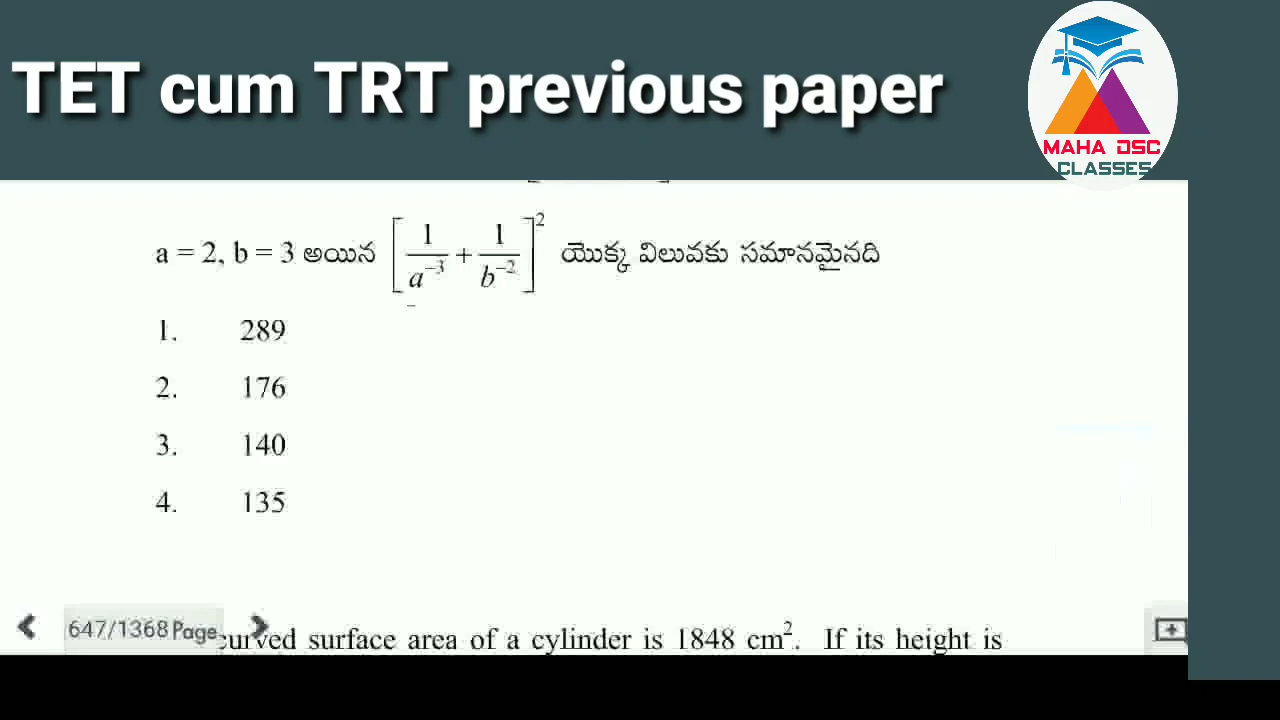 TET cum TRT previous paper
MAHA DSC
CLASSES
a = 2, b = 3 అయిన [1/a⁻³ + 1/b⁻²]² యొక్క విలువకు సమానమైనది
1. 289
2. 176
3. 140
4. 135
647/1368 Page
curved surface area of a cylinder is 1848 cm². If its height is